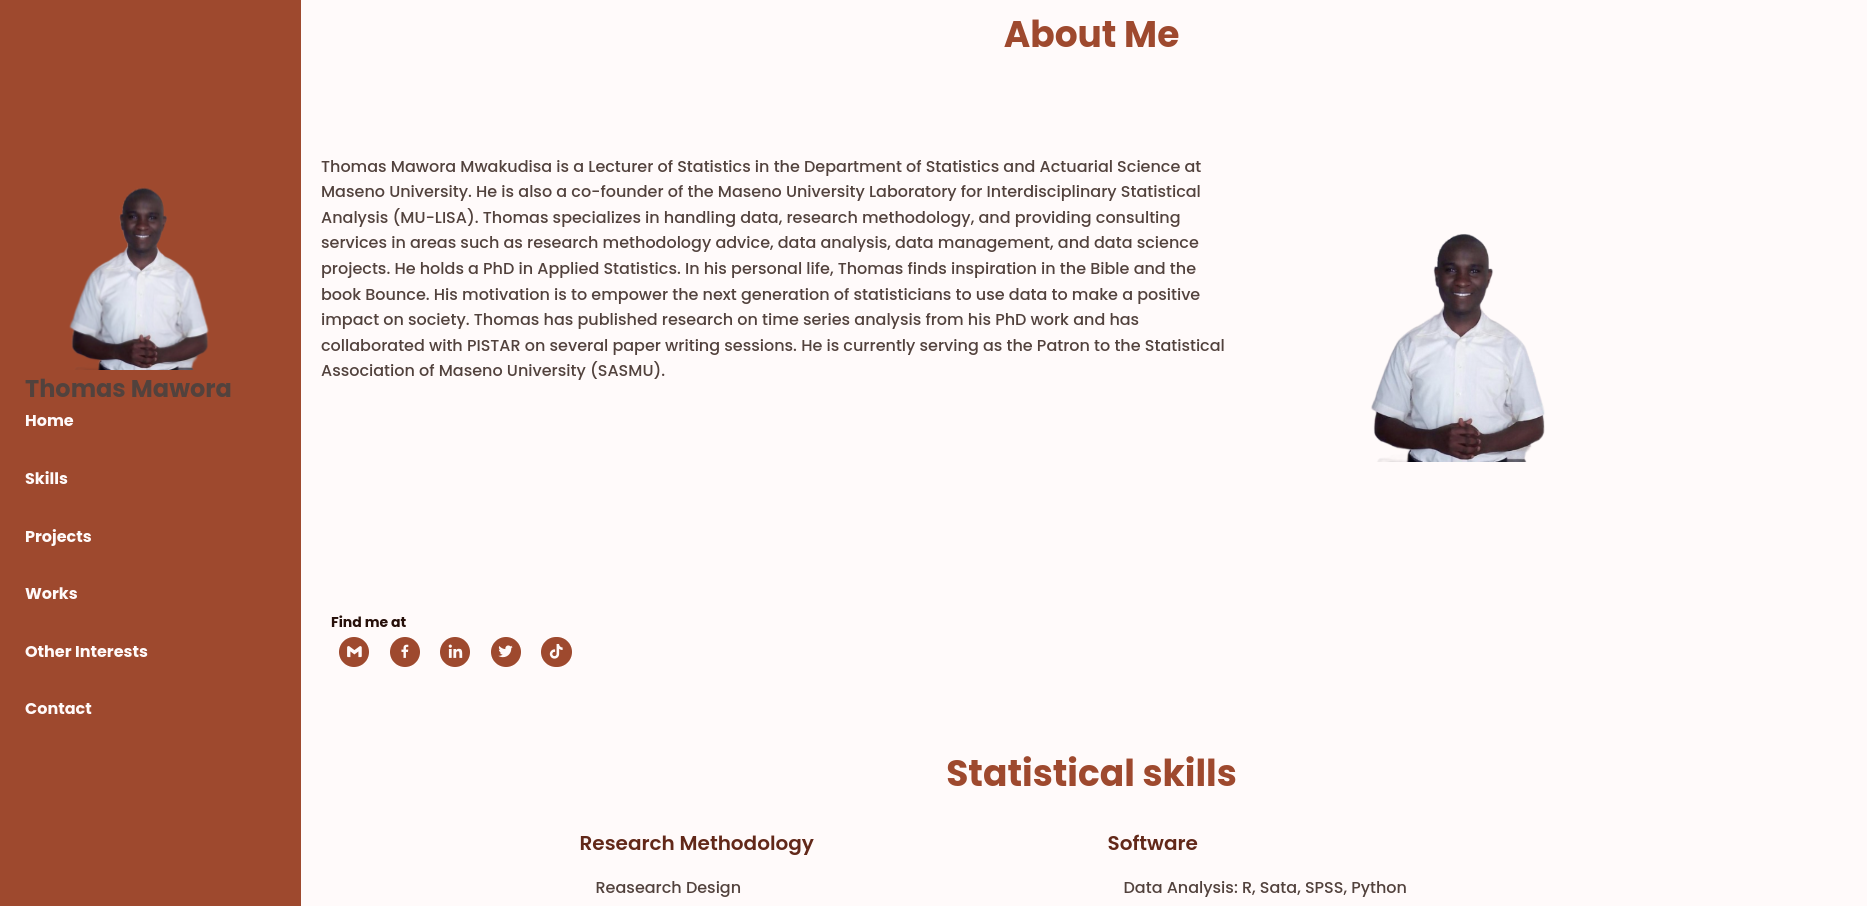 Thomas Mawora
Home
Skills
Projects
Works
Other Interests
Contact
About Me
Thomas Mawora Mwakudisa is a Lecturer of Statistics in the Department of Statistics and Actuarial Science at
Maseno University. He is also a co-founder of the Maseno University Laboratory for Interdisciplinary Statistical
Analysis (MU-LISA). Thomas specializes in handling data, research methodology, and providing consulting
services in areas such as research methodology advice, data analysis, data management, and data science
projects. He holds a PhD in Applied Statistics. In his personal life, Thomas finds inspiration in the Bible and the
book Bounce. His motivation is to empower the next generation of statisticians to use data to make a positive
impact on society. Thomas has published research on time series analysis from his PhD work and has
collaborated with PISTAR on several paper writing sessions. He is currently serving as the Patron to the Statistical
Association of Maseno University (SASMU).
Find me at
Statistical skills
Research Methodology
Reasearch Design
Software
Data Analysis: R, Sata, SPSS, Python